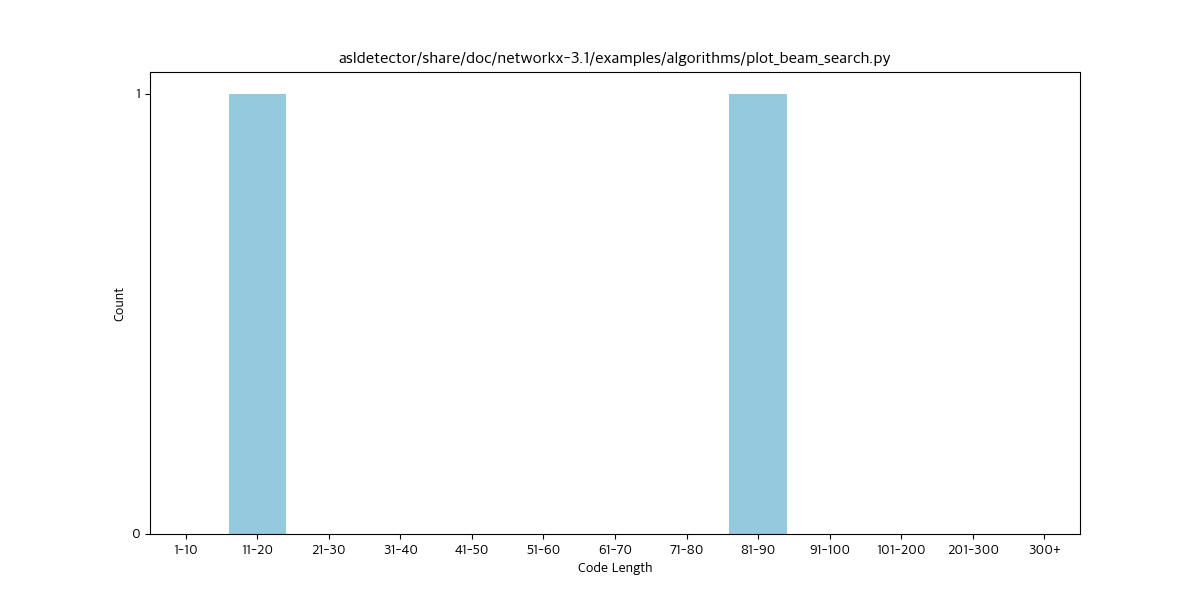 asldetector/share/doc/networkx-3.1/examples/algorithms/plot_beam_search.py
1
Count
0
1-10 11-20 21-30 31-40 41-50 51-60 61-70 71-80 81-90 91-100 101-200 201-300 300+
Code Length